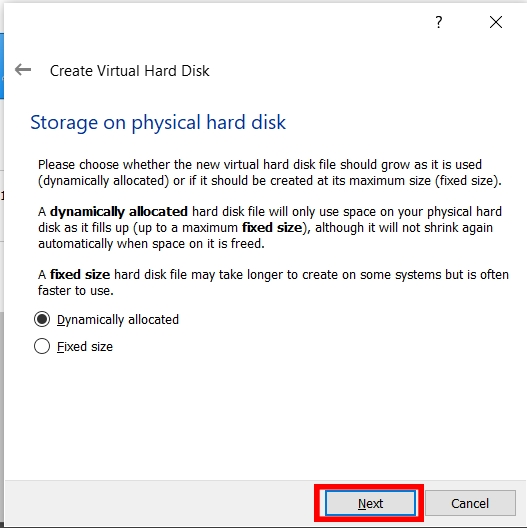 ?
Create Virtual Hard Disk
Storage on physical hard disk
Please choose whether the new virtual hard disk file should grow as it is used
(dynamically allocated) or if it should be created at its maximum size (fixed size).
A dynamically allocated hard disk file will only use space on your physical hard
disk as it fills up (up to a maximum fixed size), although it will not shrink again
automatically when space on it is freed.
A fixed size hard disk file may take longer to create on some systems but is often
faster to use.
Dynamically allocated
Fixed size
Next Cancel